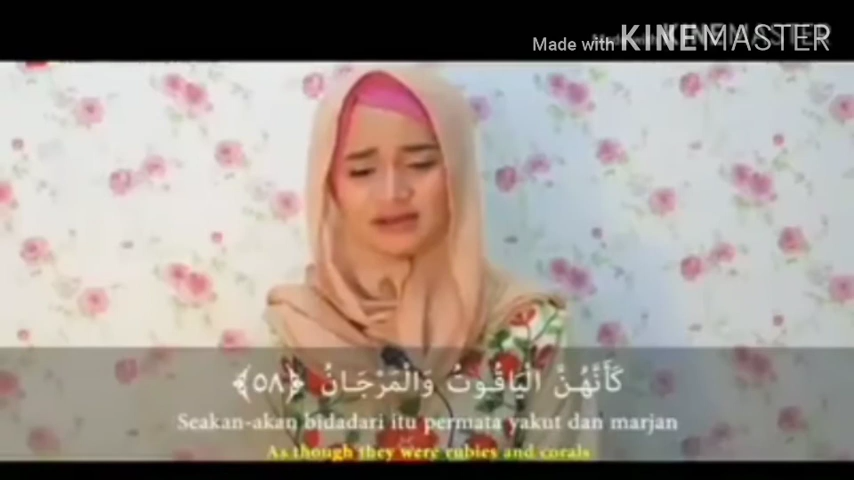 Made with KINEMASTER
كَأَنَّهُنَّ الْيَاقُوتُ وَالْمَرْجَانُ ﴿٥٨﴾
Seakan-akan bidadari itu permata yakut dan marjan
As though they were rubies and corals